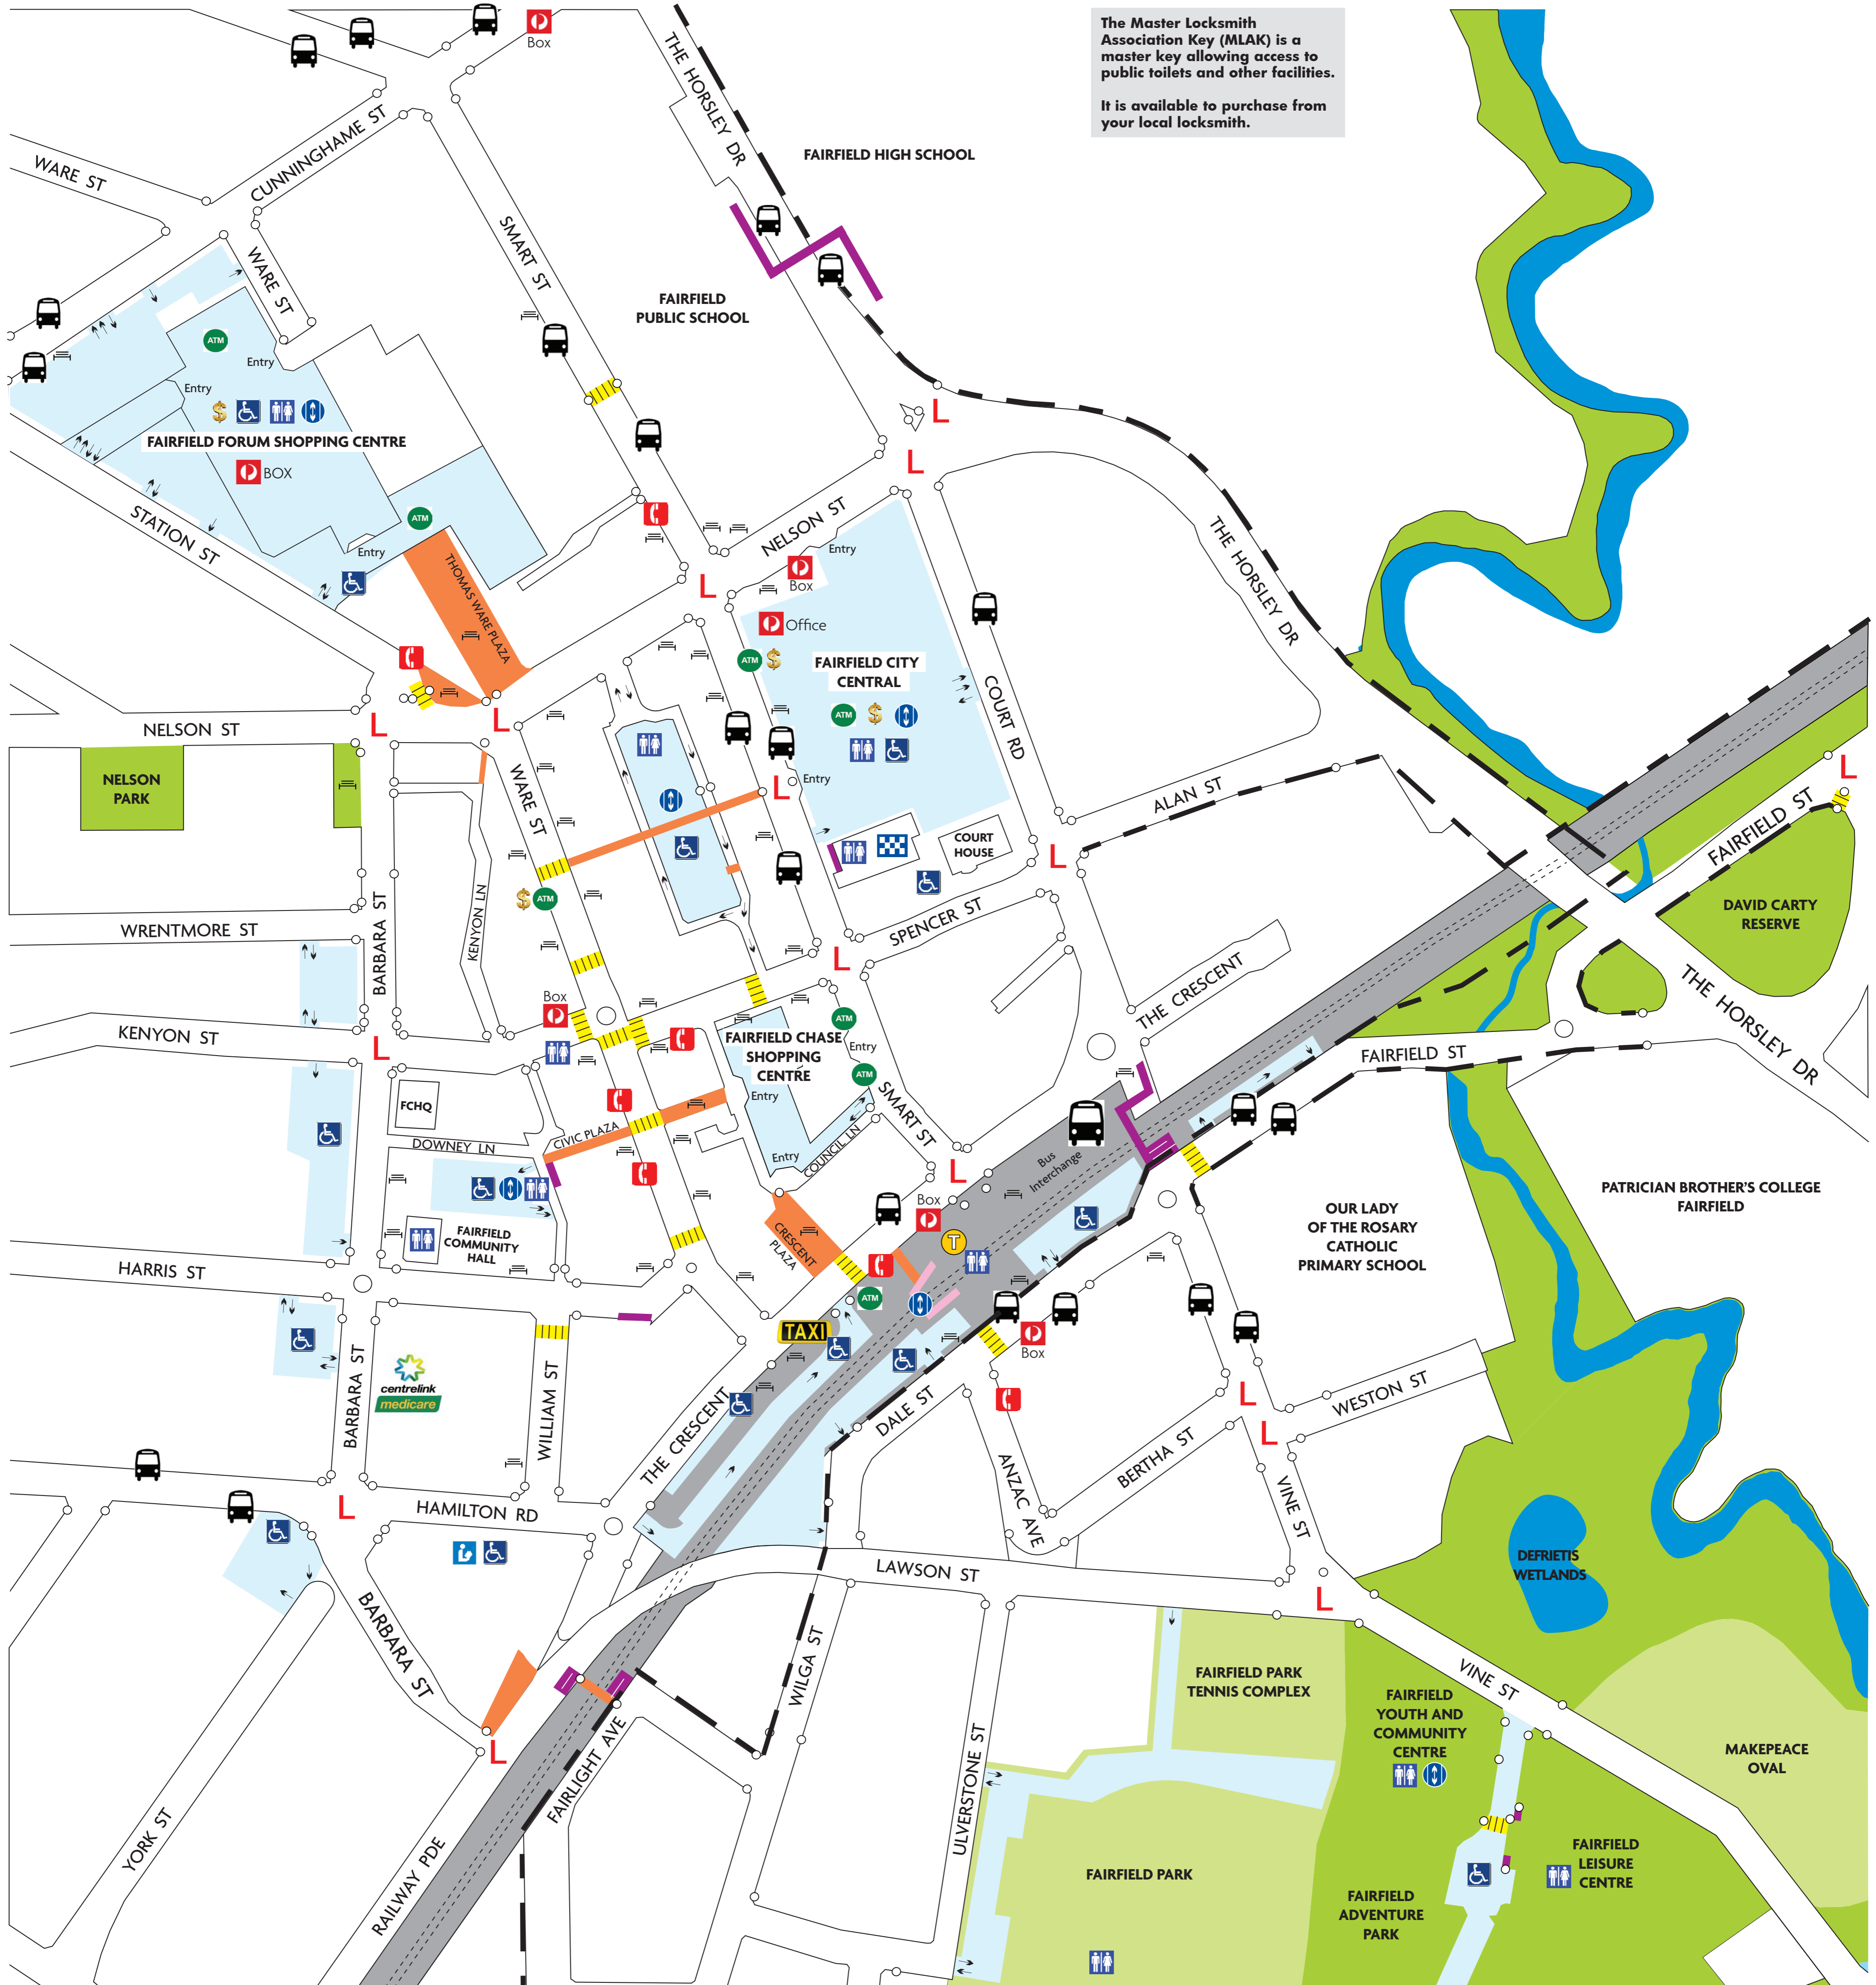 The Master Locksmith
Association Key (MLAK) is a
master key allowing access to
public toilets and other facilities.
It is available to purchase from
your local locksmith.
Box
THE HORSLEY DR
CUNNINGHAME ST
WARE ST
FAIRFIELD HIGH SCHOOL
SMART ST
WARE ST
FAIRFIELD
PUBLIC SCHOOL
ATM
Entry
Entry
$
FAIRFIELD FORUM SHOPPING CENTRE
BOX
L
L
STATION ST
ATM
Entry
NELSON ST
Entry
Box
L
THE HORSLEY DR
THOMAS WARE PLAZA
Office
ATM
$
FAIRFIELD CITY
CENTRAL
ATM
$
COURT RD
L
L
NELSON ST
NELSON
PARK
WARE ST
Entry
L
ALAN ST
L
FAIRFIELD ST
COURT
HOUSE
L
$
ATM
KENYON LN
BARBARA ST
WRENTMORE ST
SPENCER ST
L
DAVID CARTY
RESERVE
THE CRESCENT
THE HORSLEY DR
Box
ATM
KENYON ST
L
FAIRFIELD CHASE
SHOPPING
CENTRE
Entry
ATM
Entry
FAIRFIELD ST
FCHQ
SMART ST
CIVIC PLAZA
DOWNEY LN
COUNCIL LN
Entry
L
Bus
Interchange
Box
PATRICIAN BROTHER'S COLLEGE
FAIRFIELD
OUR LADY
OF THE ROSARY
CATHOLIC
PRIMARY SCHOOL
FAIRFIELD
COMMUNITY
HALL
CRESCENT
PLAZA
T
HARRIS ST
ATM
TAXI
Box
BARBARA ST
centrelink
medicare
WILLIAM ST
THE CRESCENT
DALE ST
L
WESTON ST
L
BERTHA ST
ANZAC AVE
VINE ST
L
HAMILTON RD
i
LAWSON ST
DEFRIETIS
WETLANDS
L
BARBARA ST
WILGA ST
FAIRFIELD PARK
TENNIS COMPLEX
VINE ST
FAIRFIELD
YOUTH AND
COMMUNITY
CENTRE
L
FAIRLIGHT AVE
ULVERSTONE ST
MAKEPEACE
OVAL
YORK ST
RAILWAY PDE
FAIRFIELD PARK
FAIRFIELD
LEISURE
CENTRE
FAIRFIELD
ADVENTURE
PARK